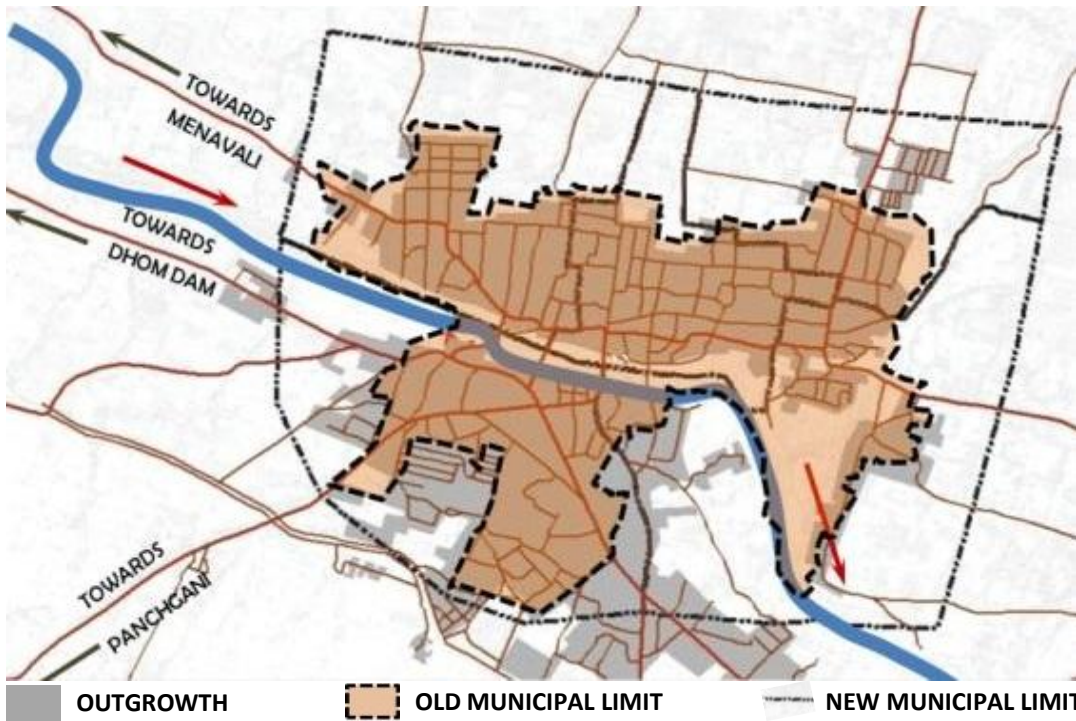 TOWARDS
MENAVALI
TOWARDS
DHOM DAM
TOWARDS
PANCHGANI
OUTGROWTH
OLD MUNICIPAL LIMIT
NEW MUNICIPAL LIMIT